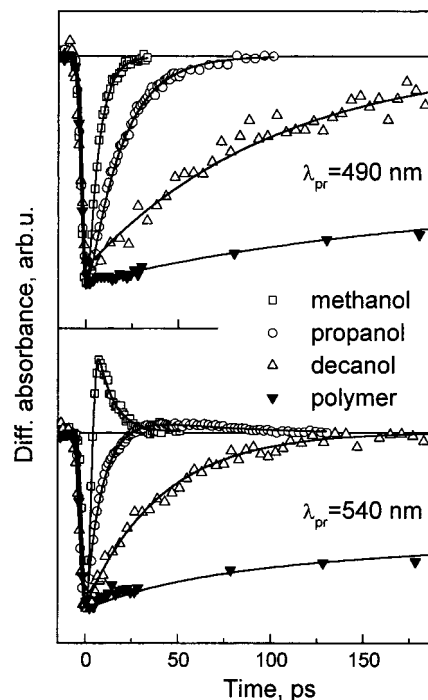 Diff. absorbance, arb.u.
λpr=490 nm
□ methanol
○ propanol
△ decanol
▼ polymer
λpr=540 nm
0 50 100 150
Time, ps